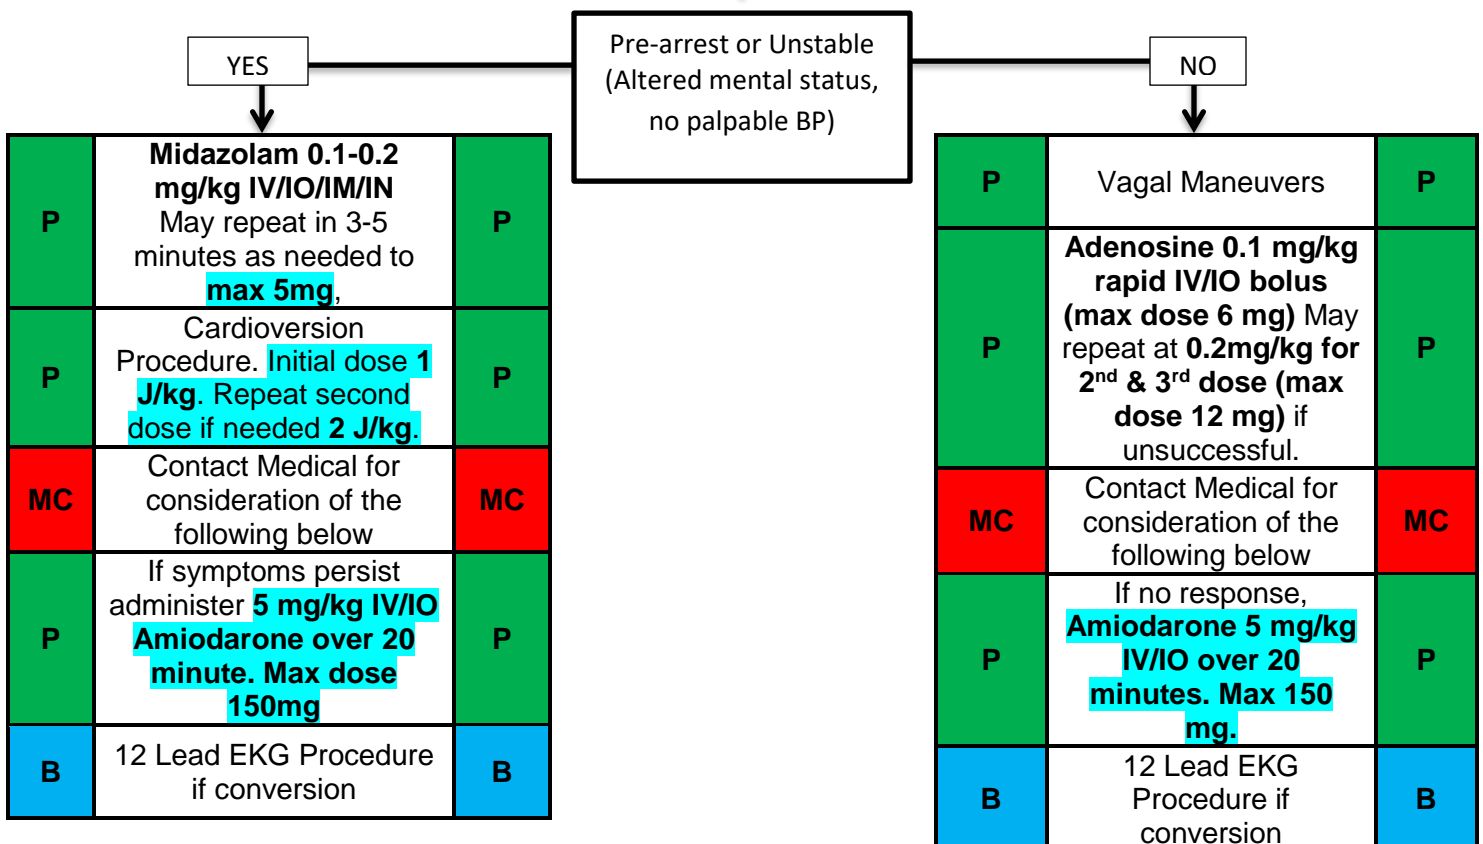 Pre-arrest or Unstable
(Altered mental status,
no palpable BP)
YES
NO
P
Midazolam 0.1-0.2
mg/kg IV/IO/IM/IN
May repeat in 3-5
minutes as needed to
max 5mg,
P
P
Cardioversion
Procedure. Initial dose 1
J/kg. Repeat second
dose if needed 2 J/kg.
P
MC
Contact Medical for
consideration of the
following below
MC
P
If symptoms persist
administer 5 mg/kg IV/IO
Amiodarone over 20
minute. Max dose
150mg
P
B
12 Lead EKG Procedure
if conversion
B
P
Vagal Maneuvers
P
P
Adenosine 0.1 mg/kg
rapid IV/IO bolus
(max dose 6 mg) May
repeat at 0.2mg/kg for
2nd & 3rd dose (max
dose 12 mg) if
unsuccessful.
P
MC
Contact Medical for
consideration of the
following below
MC
P
If no response,
Amiodarone 5 mg/kg
IV/IO over 20
minutes. Max 150
mg.
P
B
12 Lead EKG
Procedure if
conversion
B